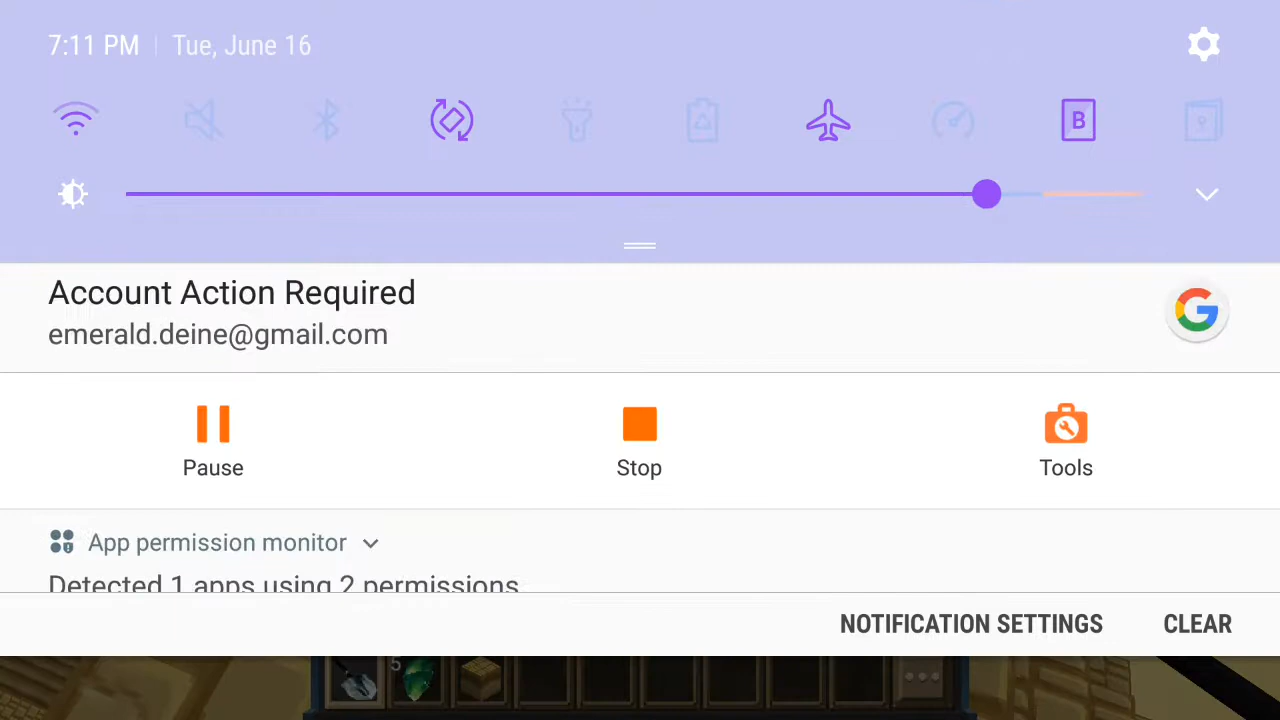 7:11 PM | Tue, June 16
B
Account Action Required
emerald.deine@gmail.com
G
Pause
Stop
Tools
App permission monitor
Detected 1 apps using 2 permissions
NOTIFICATION SETTINGS
CLEAR
5